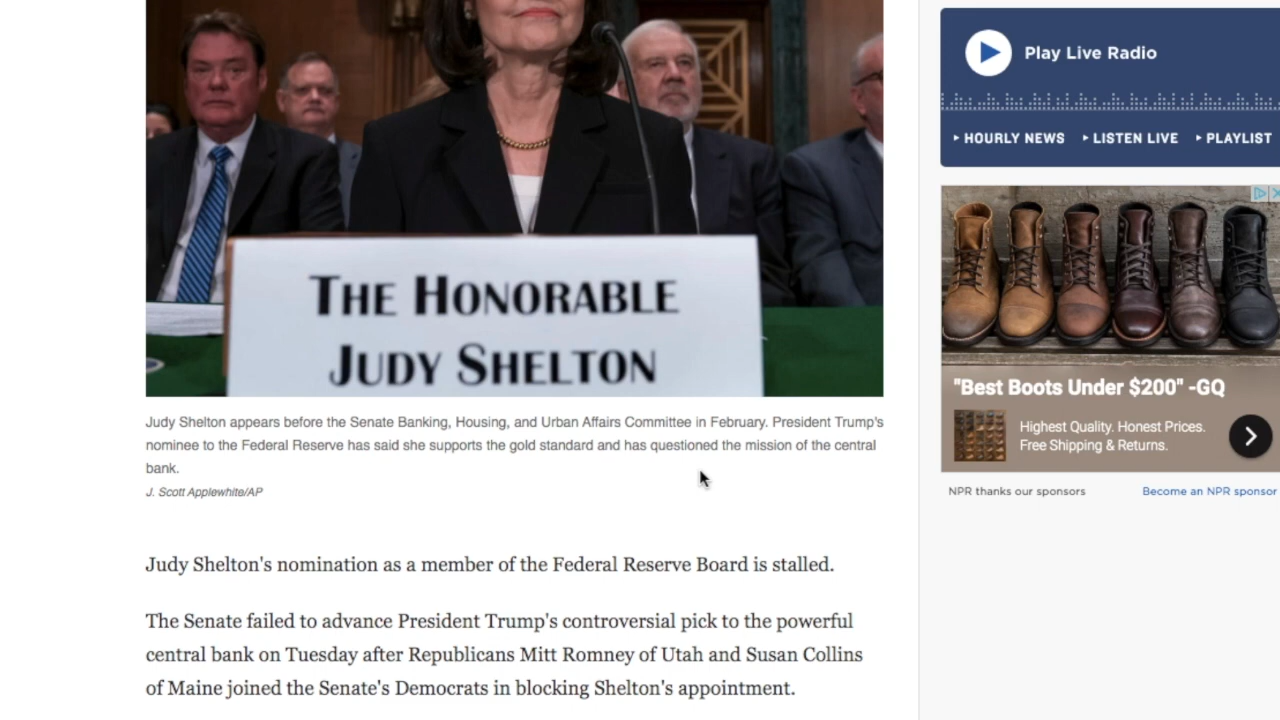 THE HONORABLE
JUDY SHELTON
Judy Shelton appears before the Senate Banking, Housing, and Urban Affairs Committee in February. President Trump's
nominee to the Federal Reserve has said she supports the gold standard and has questioned the mission of the central
bank.
J. Scott Applewhite/AP
Judy Shelton's nomination as a member of the Federal Reserve Board is stalled.
The Senate failed to advance President Trump's controversial pick to the powerful
central bank on Tuesday after Republicans Mitt Romney of Utah and Susan Collins
of Maine joined the Senate's Democrats in blocking Shelton's appointment.
Play Live Radio
HOURLY NEWS LISTEN LIVE PLAYLIST
"Best Boots Under $200" -GQ
Highest Quality. Honest Prices.
Free Shipping & Returns.
NPR thanks our sponsors Become an NPR sponsor